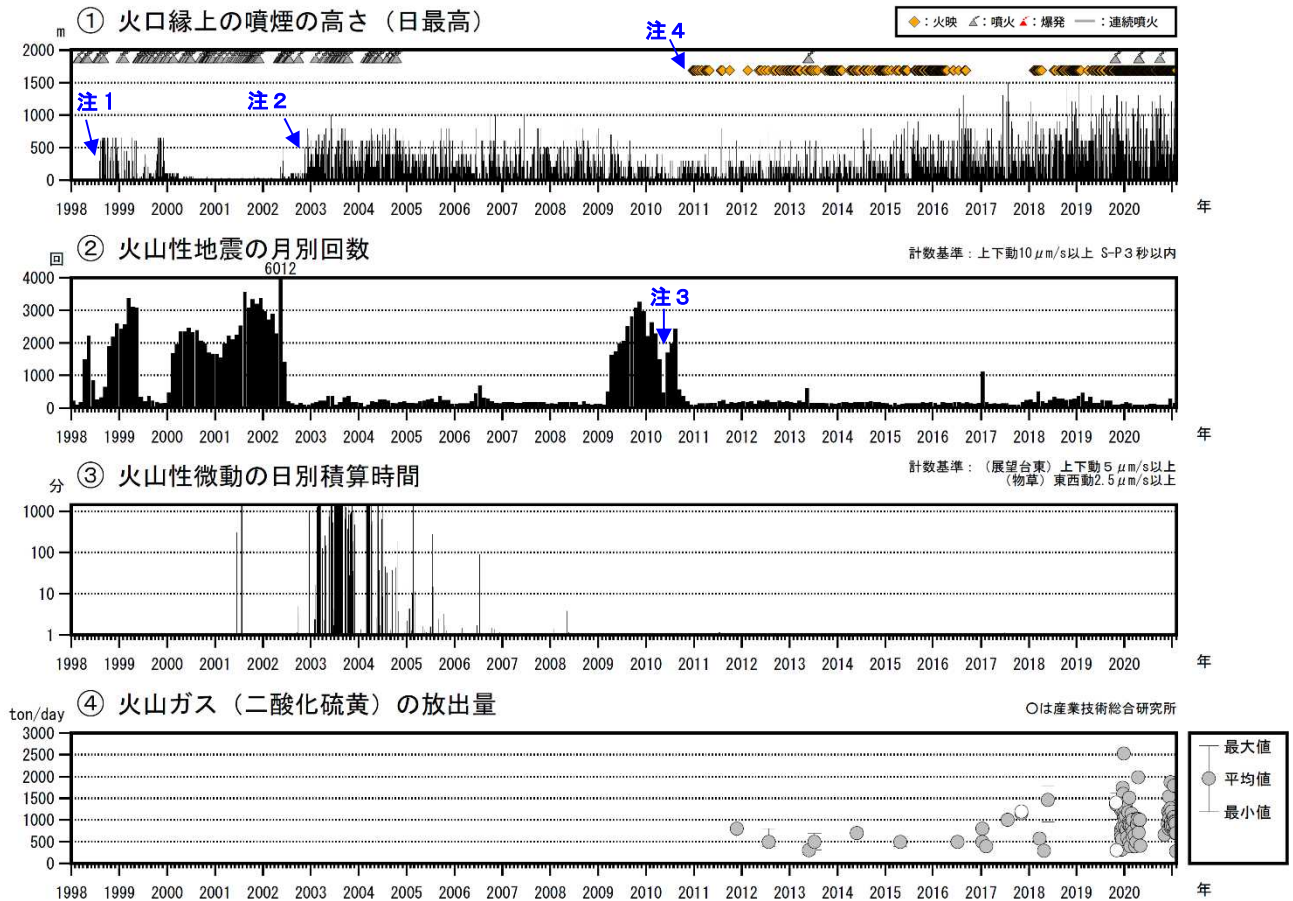 ① 火口縁上の噴煙の高さ（日最高）
◆：火映 ▲：噴火 ▲：爆発 ―：連続噴火
m
2000
1500
1000
500
0
注１
注２
注４
1998 1999 2000 2001 2002 2003 2004 2005 2006 2007 2008 2009 2010 2011 2012 2013 2014 2015 2016 2017 2018 2019 2020 年
② 火山性地震の月別回数
計数基準：上下動10μm/s以上 S-P３秒以内
回
6012
4000
3000
2000
1000
0
注３
1998 1999 2000 2001 2002 2003 2004 2005 2006 2007 2008 2009 2010 2011 2012 2013 2014 2015 2016 2017 2018 2019 2020 年
③ 火山性微動の日別積算時間
計数基準：（展望台東）上下動５μm/s以上
（物草）東西動2.5μm/s以上
分
1000
100
10
1
1998 1999 2000 2001 2002 2003 2004 2005 2006 2007 2008 2009 2010 2011 2012 2013 2014 2015 2016 2017 2018 2019 2020 年
④ 火山ガス（二酸化硫黄）の放出量
○は産業技術総合研究所
ton/day
3000
2500
2000
1500
1000
500
0
最大値
平均値
最小値
1998 1999 2000 2001 2002 2003 2004 2005 2006 2007 2008 2009 2010 2011 2012 2013 2014 2015 2016 2017 2018 2019 2020 年